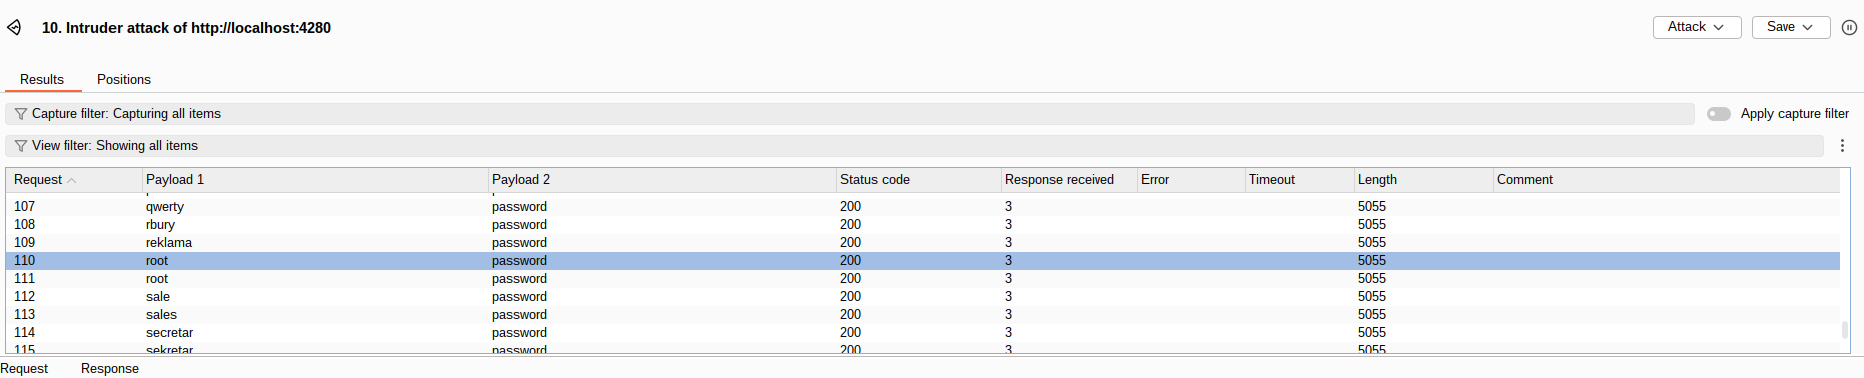 10. Intruder attack of http://localhost:4280 Attack Save
Results Positions
Capture filter: Capturing all items Apply capture filter
View filter: Showing all items
Request Payload 1 Payload 2 Status code Response received Error Timeout Length Comment
107 qwerty password 200 3 5055
108 rbury password 200 3 5055
109 reklama password 200 3 5055
110 root password 200 3 5055
111 root password 200 3 5055
112 sale password 200 3 5055
113 sales password 200 3 5055
114 secretar password 200 3 5055
115 sekretar password 200 3 5055
Request Response